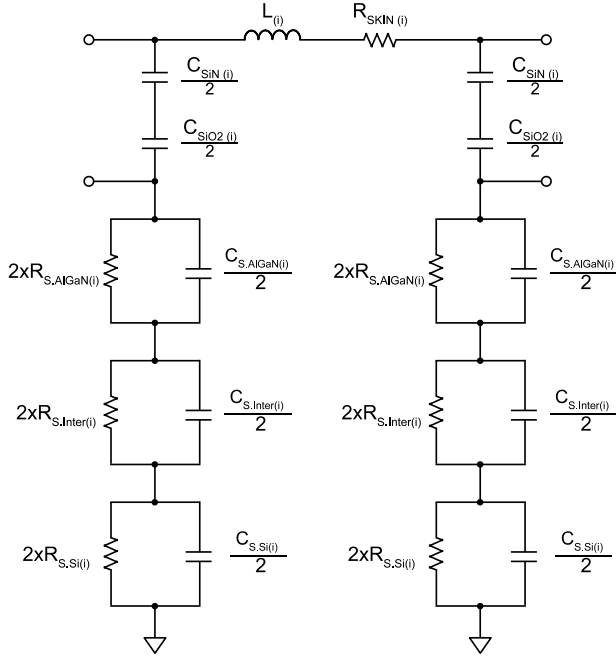 L(i)
RSKIN (i)
CSiN (i)
2
CSiN (i)
2
CSiO2 (i)
2
CSiO2(i)
2
2xRS.AlGaN(i)
CS.AlGaN(i)
2
2xRS.AlGaN(i)
CS.AlGaN(i)
2
2xRS.Inter(i)
CS.Inter(i)
2
2xRS.Inter(i)
CS.Inter(i)
2
2xRS.Si(i)
CS.Si(i)
2
2xRS.Si(i)
CS.Si(i)
2